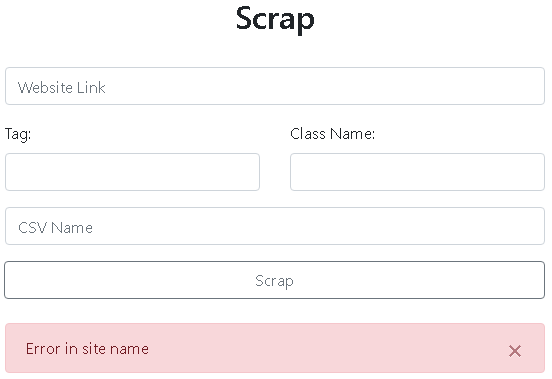 Scrap
Website Link
Tag: Class Name:
CSV Name
Scrap
Error in site name ×